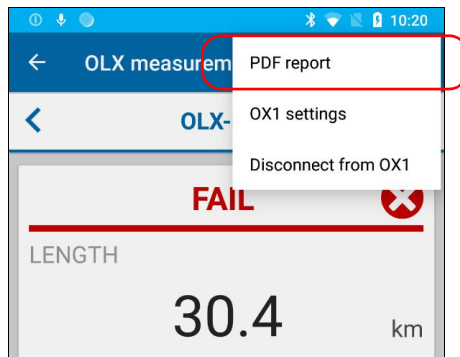 10:20
OLX measurem
PDF report
OLX-
OX1 settings
Disconnect from OX1
FAIL
LENGTH
30.4 km